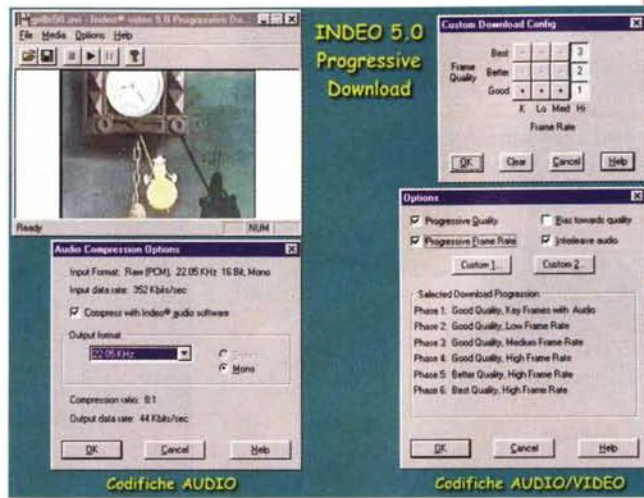 Indeo® video 5.0 Progressive Do...
File Media Options Help
Ready NUM
INDEO 5.0
Progressive
Download
Custom Download Config
Best 3
Frame Quality Better 2
Good 1
K Lo Med Hi
Frame Rate
OK Clear Cancel Help
Audio Compression Options
Input Format: Raw (PCM), 22.05 KHz 16 Bit, Mono
Input data rate: 352 Kbits/sec
Compress with Indeo® audio software
Output format
22.05 KHz
Mono
Compression ratio: 8:1
Output data rate: 44 Kbits/sec
OK Cancel Help
Codifiche AUDIO
Options
Progressive Quality Bias towards quality
Progressive Frame Rate Interleave audio
Custom 1... Custom 2...
Selected Download Progression
Phase 1: Good Quality, Key Frames with Audio
Phase 2: Good Quality, Low Frame Rate
Phase 3: Good Quality, Medium Frame Rate
Phase 4: Good Quality, High Frame Rate
Phase 5: Better Quality, High Frame Rate
Phase 6: Best Quality, High Frame Rate
OK Cancel Help
Codifiche AUDIO/VIDEO